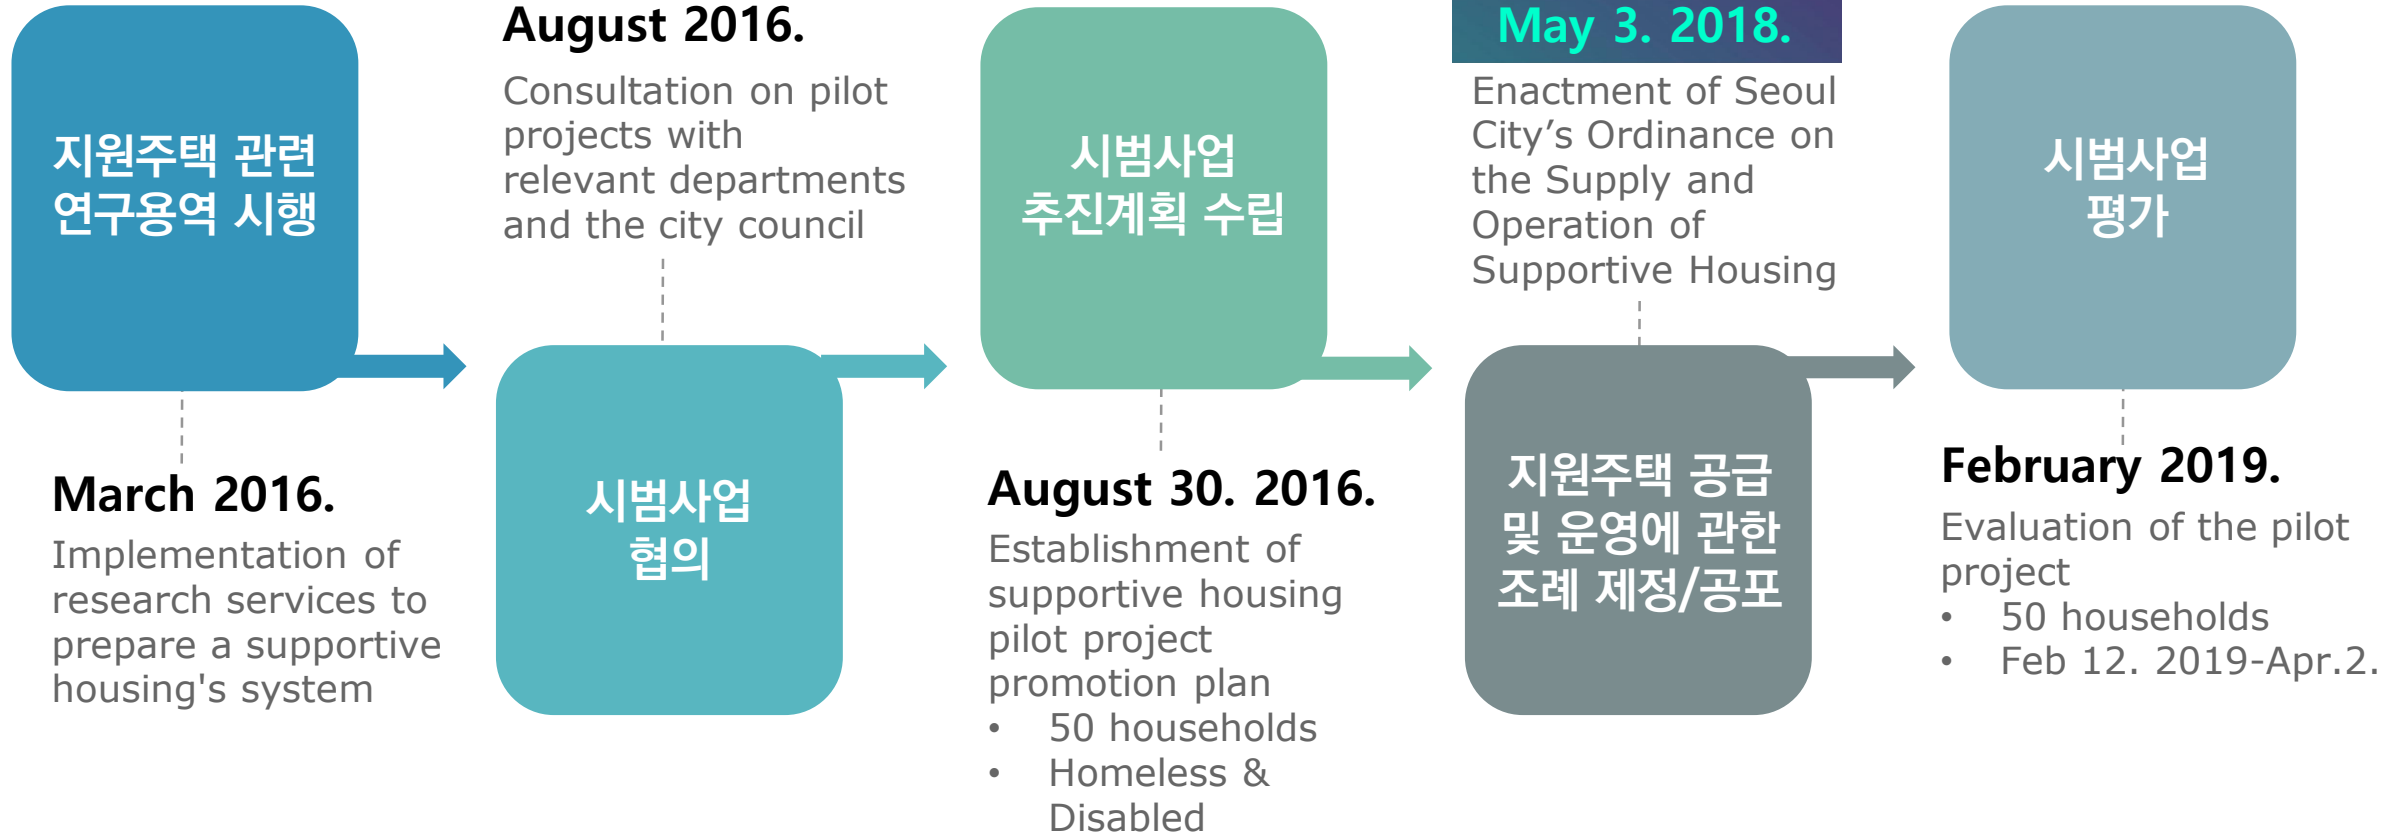 지원주택 관련
연구용역 시행
March 2016.
Implementation of
research services to
prepare a supportive
housing's system
August 2016.
Consultation on pilot
projects with
relevant departments
and the city council
시범사업
협의
시범사업
추진계획 수립
August 30. 2016.
Establishment of
supportive housing
pilot project
promotion plan
• 50 households
• Homeless &
Disabled
May 3. 2018.
Enactment of Seoul
City’s Ordinance on
the Supply and
Operation of
Supportive Housing
지원주택 공급
및 운영에 관한
조례 제정/공포
시범사업
평가
February 2019.
Evaluation of the pilot
project
• 50 households
• Feb 12. 2019-Apr.2.